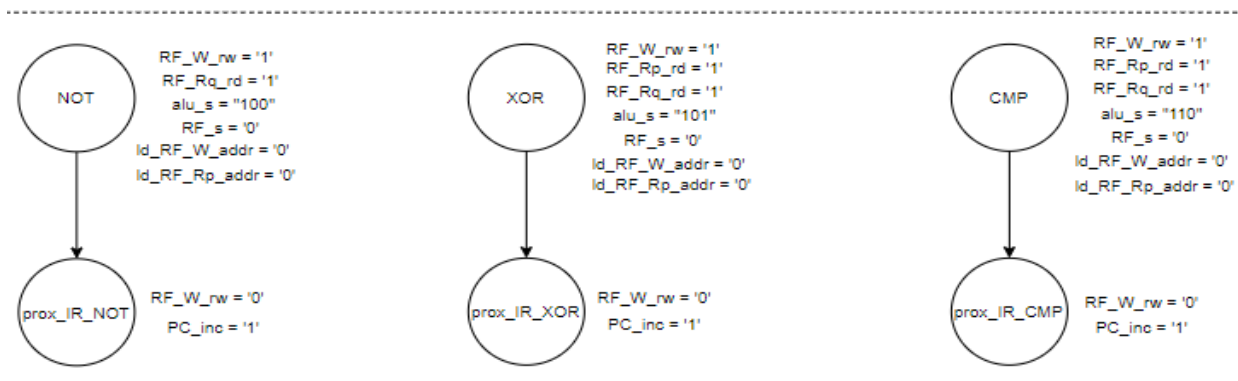 NOT
RF_W_rw = '1'
RF_Rq_rd = '1'
alu_s = "100"
RF_s = '0'
ld_RF_W_addr = '0'
ld_RF_Rp_addr = '0'
prox_IR_NOT
RF_W_rw = '0'
PC_inc = '1'
XOR
RF_W_rw = '1'
RF_Rp_rd = '1'
RF_Rq_rd = '1'
alu_s = "101"
RF_s = '0'
ld_RF_W_addr = '0'
ld_RF_Rp_addr = '0'
prox_IR_XOR
RF_W_rw = '0'
PC_inc = '1'
CMP
RF_W_rw = '1'
RF_Rp_rd = '1'
RF_Rq_rd = '1'
alu_s = "110"
RF_s = '0'
ld_RF_W_addr = '0'
ld_RF_Rp_addr = '0'
prox_IR_CMP
RF_W_rw = '0'
PC_inc = '1'